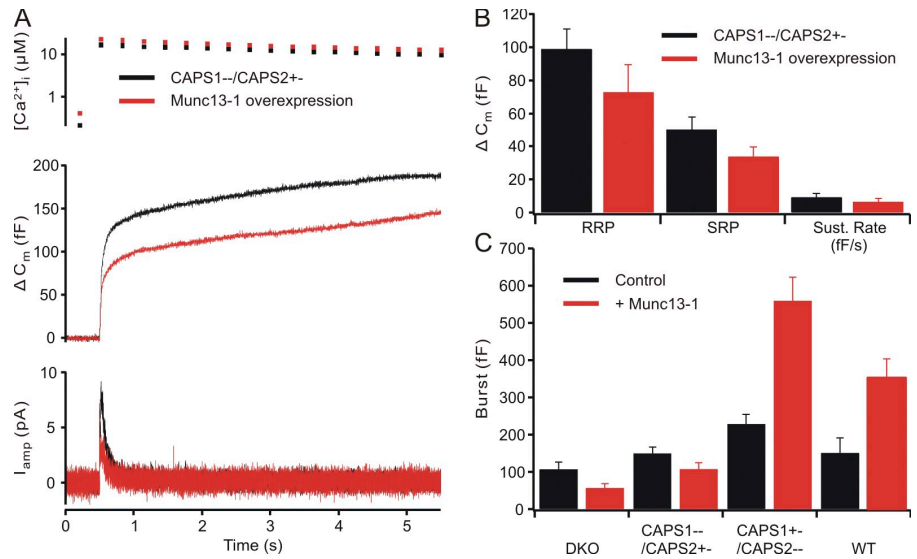 A
[Ca²⁺]ᵢ (µM)
10
1
CAPS1--/CAPS2+-
Munc13-1 overexpression
Δ Cₘ (fF)
200
150
100
50
0
I_amp (pA)
10
5
0
0 1 2 3 4 5
Time (s)
B
Δ Cₘ (fF)
120
100
80
60
40
20
0
CAPS1--/CAPS2+-
Munc13-1 overexpression
RRP SRP Sust. Rate
(fF/s)
C
Burst (fF)
700
600
500
400
300
200
100
0
Control
+ Munc13-1
DKO CAPS1-- CAPS1+- WT
/CAPS2+- /CAPS2--